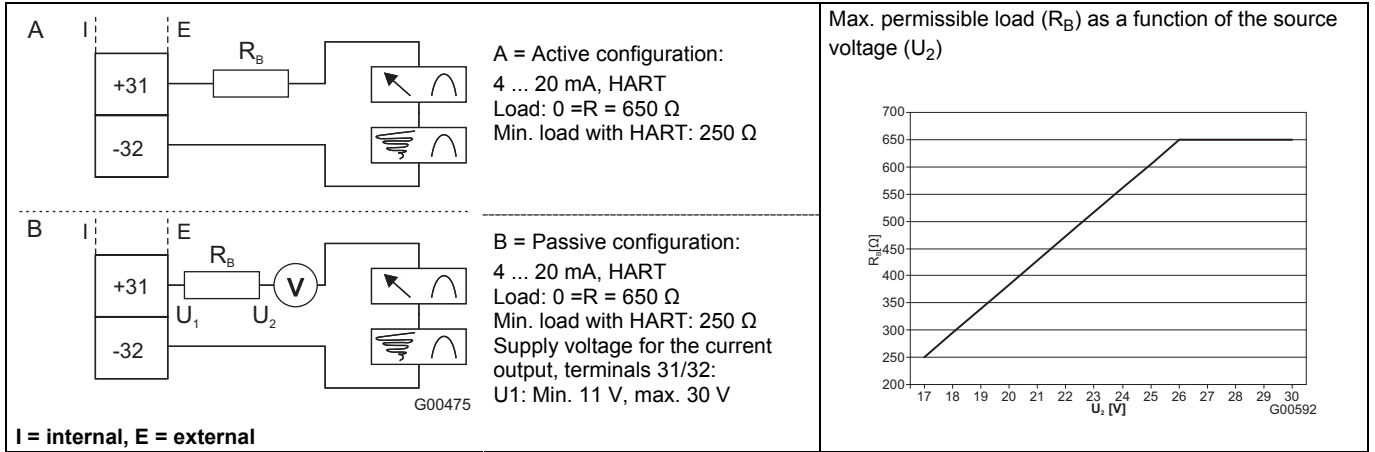 A
I
E
R_B
+31
-32
A = Active configuration:
4 ... 20 mA, HART
Load: 0 =R = 650 Ω
Min. load with HART: 250 Ω
B
I
E
R_B
+31
V
U₁
U₂
-32
G00475
B = Passive configuration:
4 ... 20 mA, HART
Load: 0 =R = 650 Ω
Min. load with HART: 250 Ω
Supply voltage for the current
output, terminals 31/32:
U1: Min. 11 V, max. 30 V
I = internal, E = external
Max. permissible load (R_B) as a function of the source
voltage (U₂)
700
650
600
550
500
450
400
350
300
250
200
R_B[Ω]
17 18 19 20 21 22 23 24 25 26 27 28 29 30
U₂ [V]
G00592